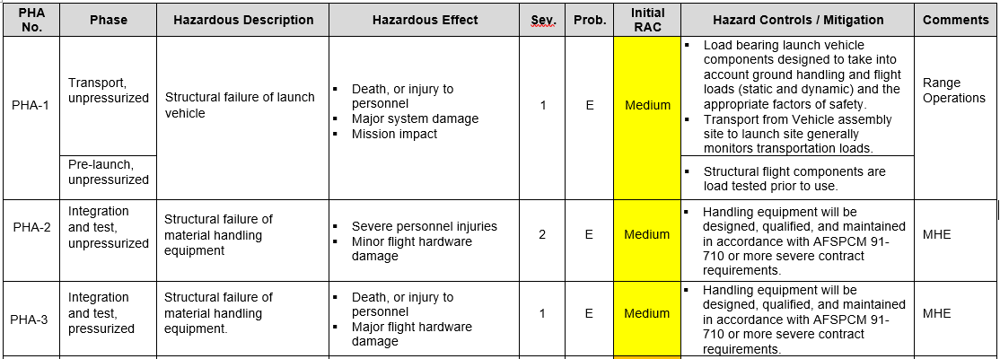 PHA No.
Phase
Hazardous Description
Hazardous Effect
Sev.
Prob.
Initial RAC
Hazard Controls / Mitigation
Comments
PHA-1
Transport,
unpressurized
Pre-launch,
unpressurized
Structural failure of launch
vehicle
▪ Death, or injury to
personnel
▪ Major system damage
▪ Mission impact
1
E
Medium
▪ Load bearing launch vehicle
components designed to take into
account ground handling and flight
loads (static and dynamic) and the
appropriate factors of safety.
▪ Transport from Vehicle assembly
site to launch site generally
monitors transportation loads.
▪ Structural flight components are
load tested prior to use.
Range
Operations
PHA-2
Integration
and test,
unpressurized
Structural failure of
material handling
equipment
▪ Severe personnel injuries
▪ Minor flight hardware
damage
2
E
Medium
▪ Handling equipment will be
designed, qualified, and maintained
in accordance with AFSPCM 91-
710 or more severe contract
requirements.
MHE
PHA-3
Integration
and test,
pressurized
Structural failure of
material handling
equipment.
▪ Death, or injury to
personnel
▪ Major flight hardware
damage
1
E
Medium
▪ Handling equipment will be
designed, qualified, and maintained
in accordance with AFSPCM 91-
710 or more severe contract
requirements.
MHE